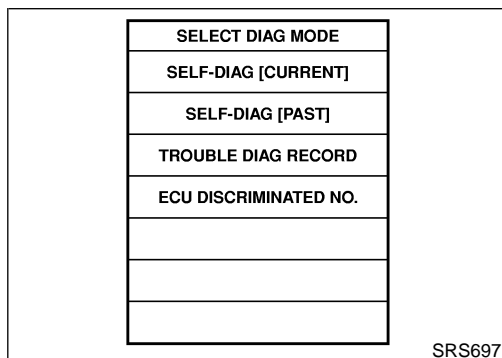 SELECT DIAG MODE
SELF-DIAG [CURRENT]
SELF-DIAG [PAST]
TROUBLE DIAG RECORD
ECU DISCRIMINATED NO.
SRS697